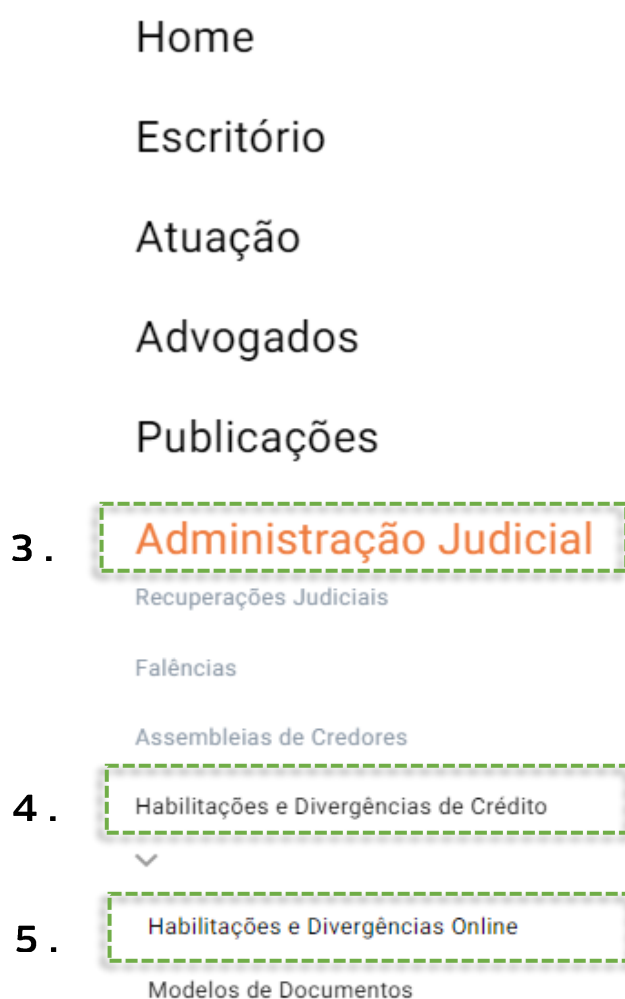 Home
Escritório
Atuação
Advogados
Publicações
3. Administração Judicial
Recuperações Judiciais
Falências
Assembleias de Credores
4. Habilitações e Divergências de Crédito
5. Habilitações e Divergências Online
Modelos de Documentos